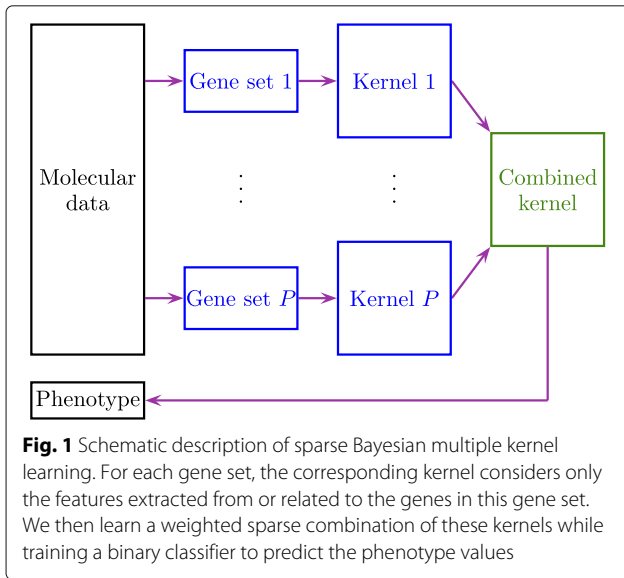 Gene set 1
Kernel 1
Molecular
data
Combined
kernel
Gene set P
Kernel P
Phenotype
Fig. 1 Schematic description of sparse Bayesian multiple kernel
learning. For each gene set, the corresponding kernel considers only
the features extracted from or related to the genes in this gene set.
We then learn a weighted sparse combination of these kernels while
training a binary classifier to predict the phenotype values